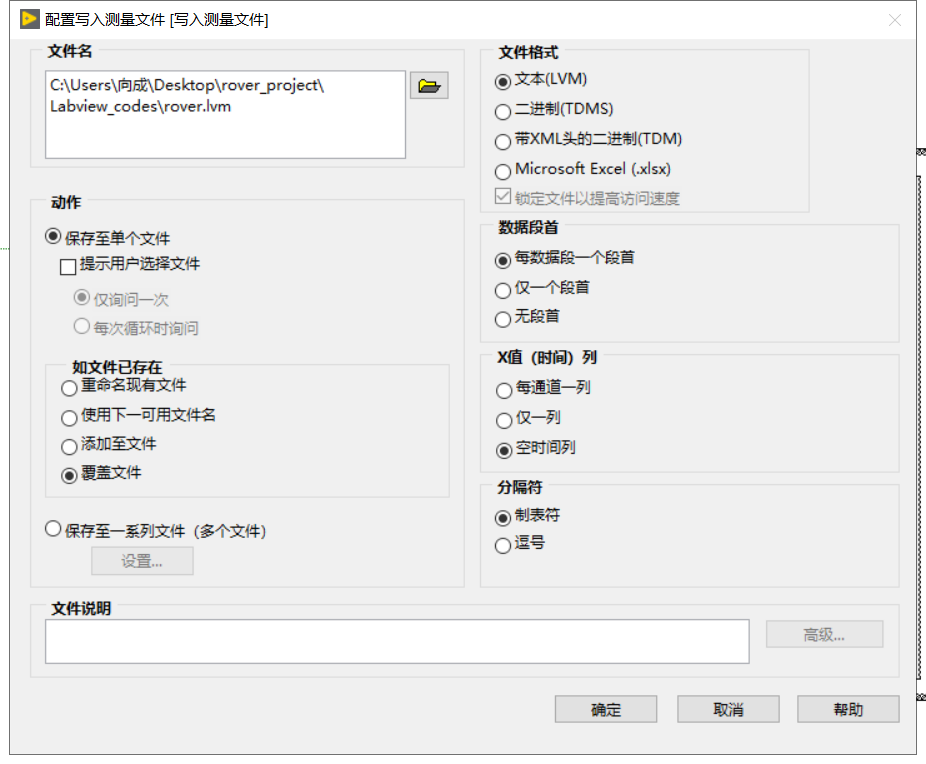 配置写入测量文件 [写入测量文件]
文件名
C:\Users\向成\Desktop\rover_project\
Labview_codes\rover.lvm
动作
保存至单个文件
提示用户选择文件
仅询问一次
每次循环时询问
如文件已存在
重命名现有文件
使用下一可用文件名
添加至文件
覆盖文件
保存至一系列文件（多个文件）
设置...
文件格式
文本(LVM)
二进制(TDMS)
带XML头的二进制(TDM)
Microsoft Excel (.xlsx)
锁定文件以提高访问速度
数据段首
每数据段一个段首
仅一个段首
无段首
X值（时间）列
每通道一列
仅一列
空时间列
分隔符
制表符
逗号
文件说明
高级...
确定
取消
帮助